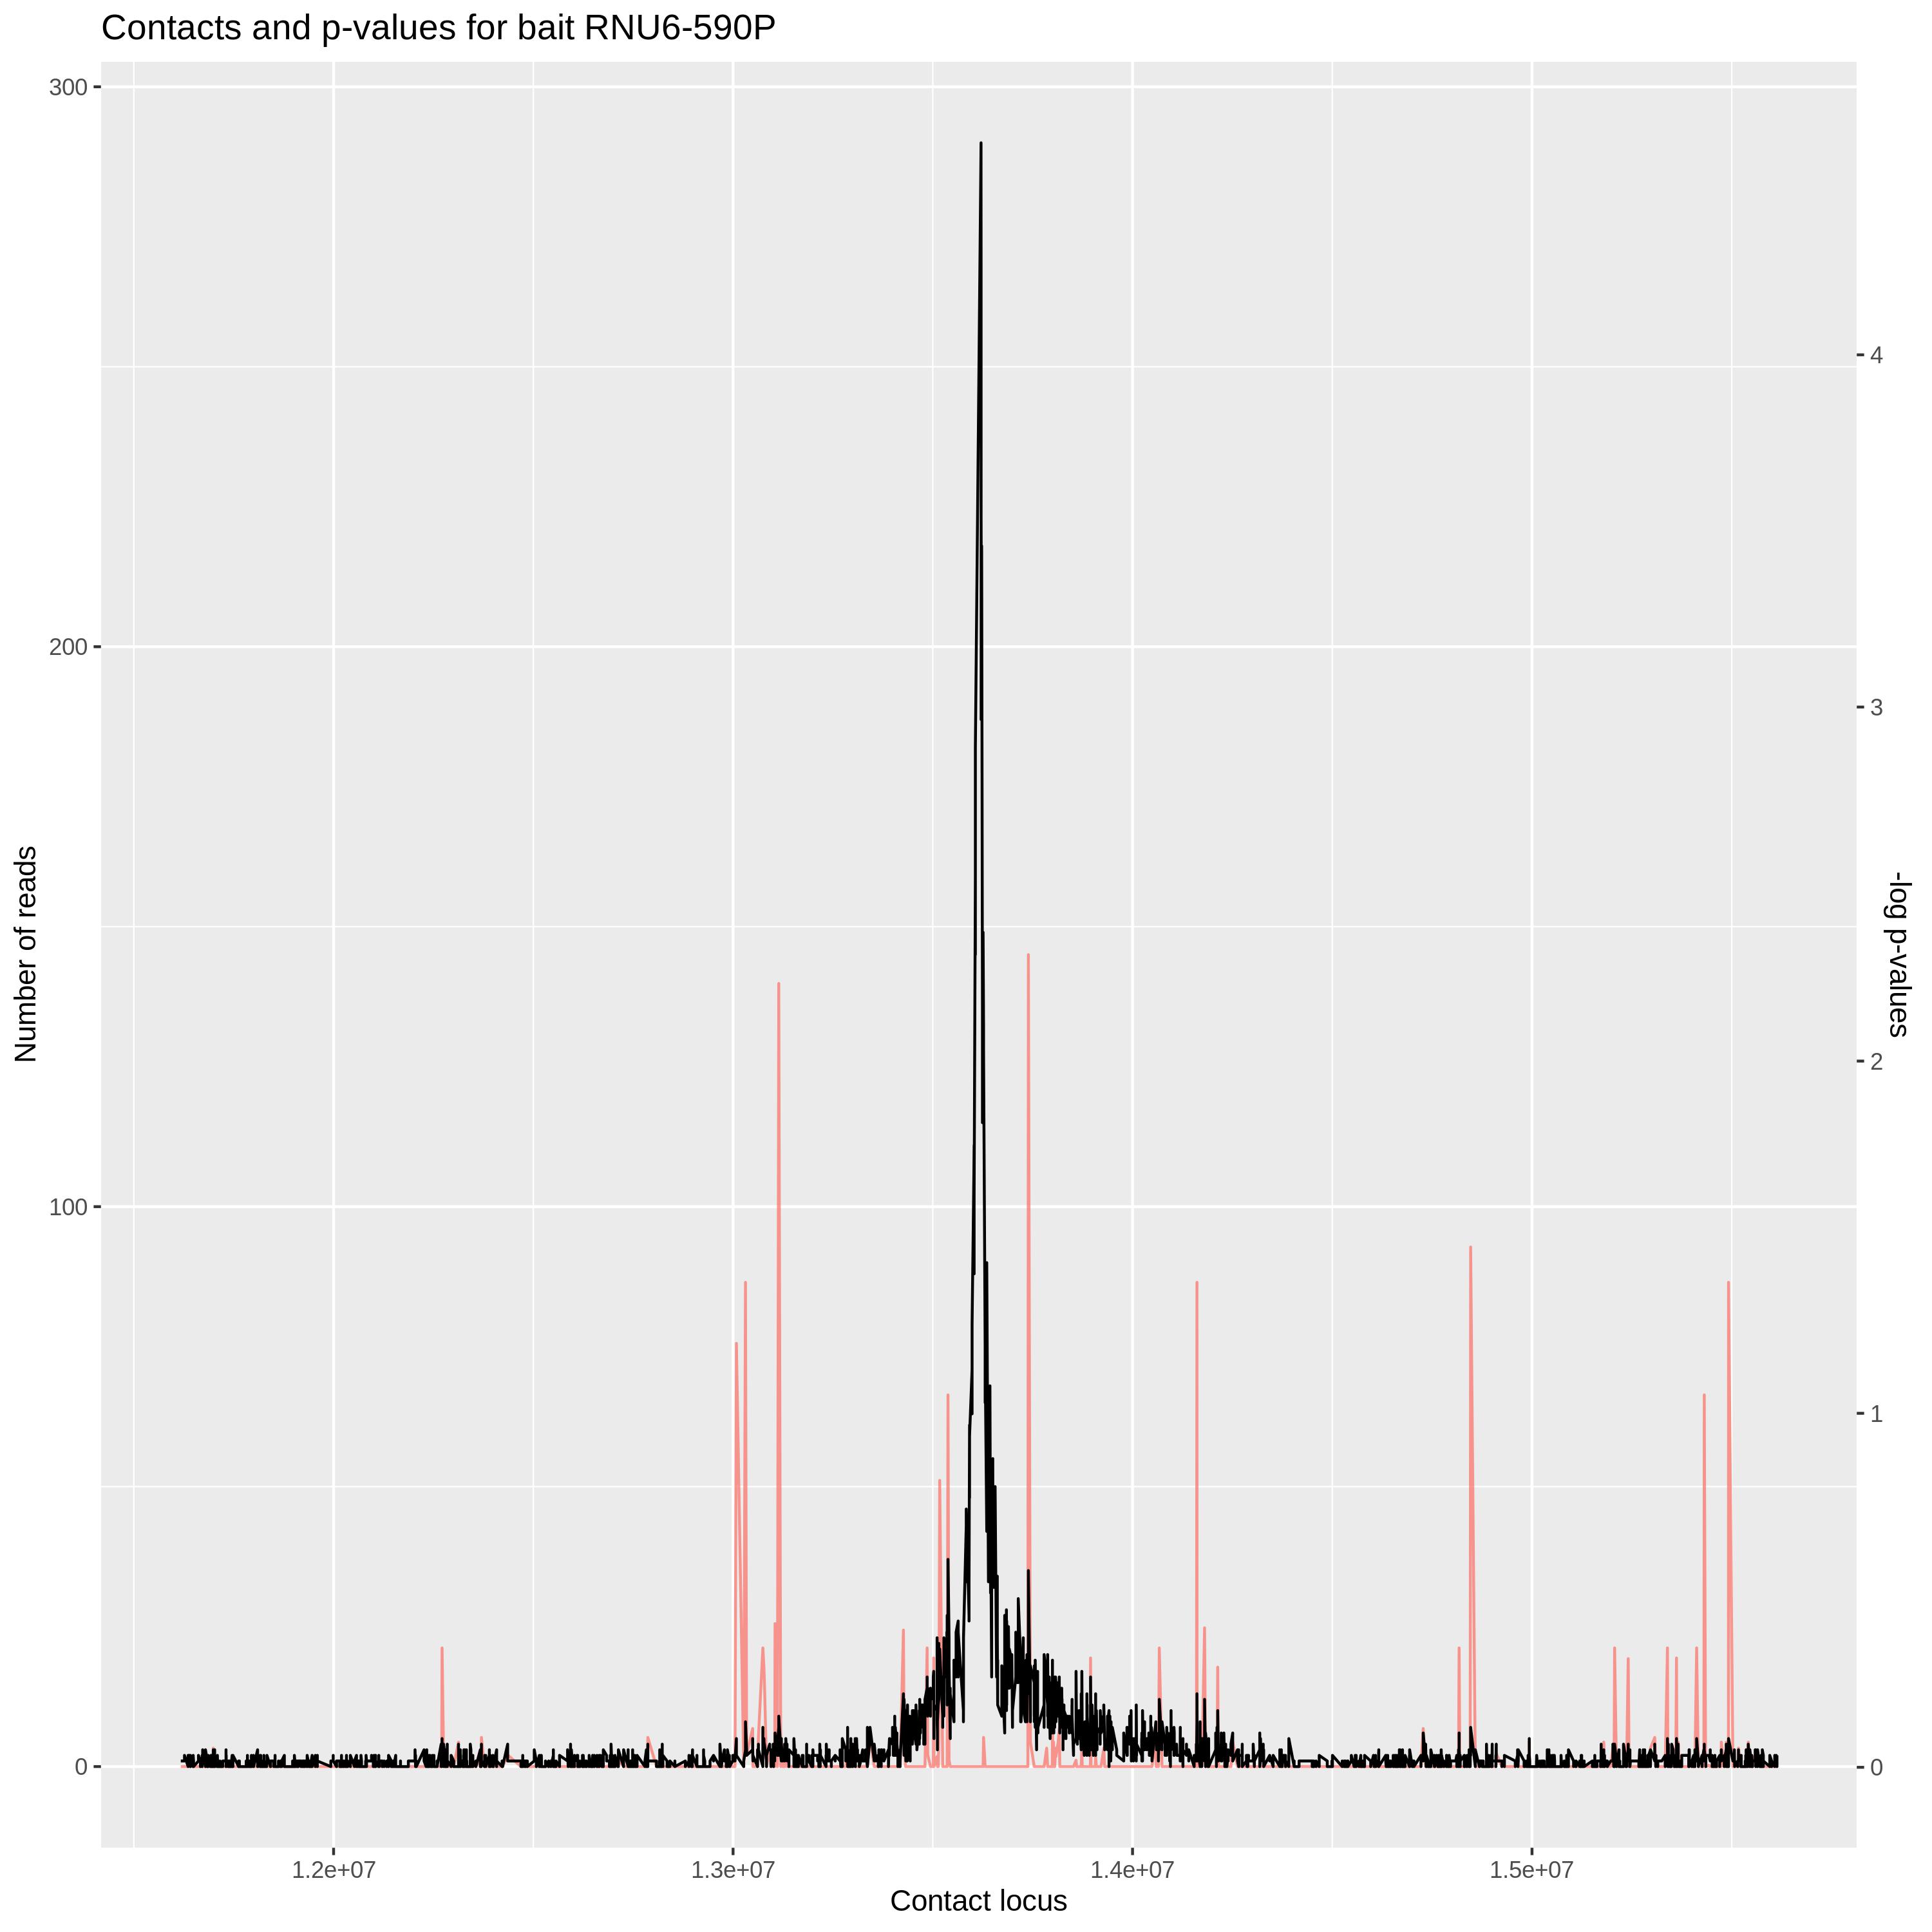 Contacts and p-values for bait RNU6-590P
300
200
100
0
Number of reads
4
3
2
1
0
-log p-values
1.2e+07
1.3e+07
1.4e+07
1.5e+07
Contact locus